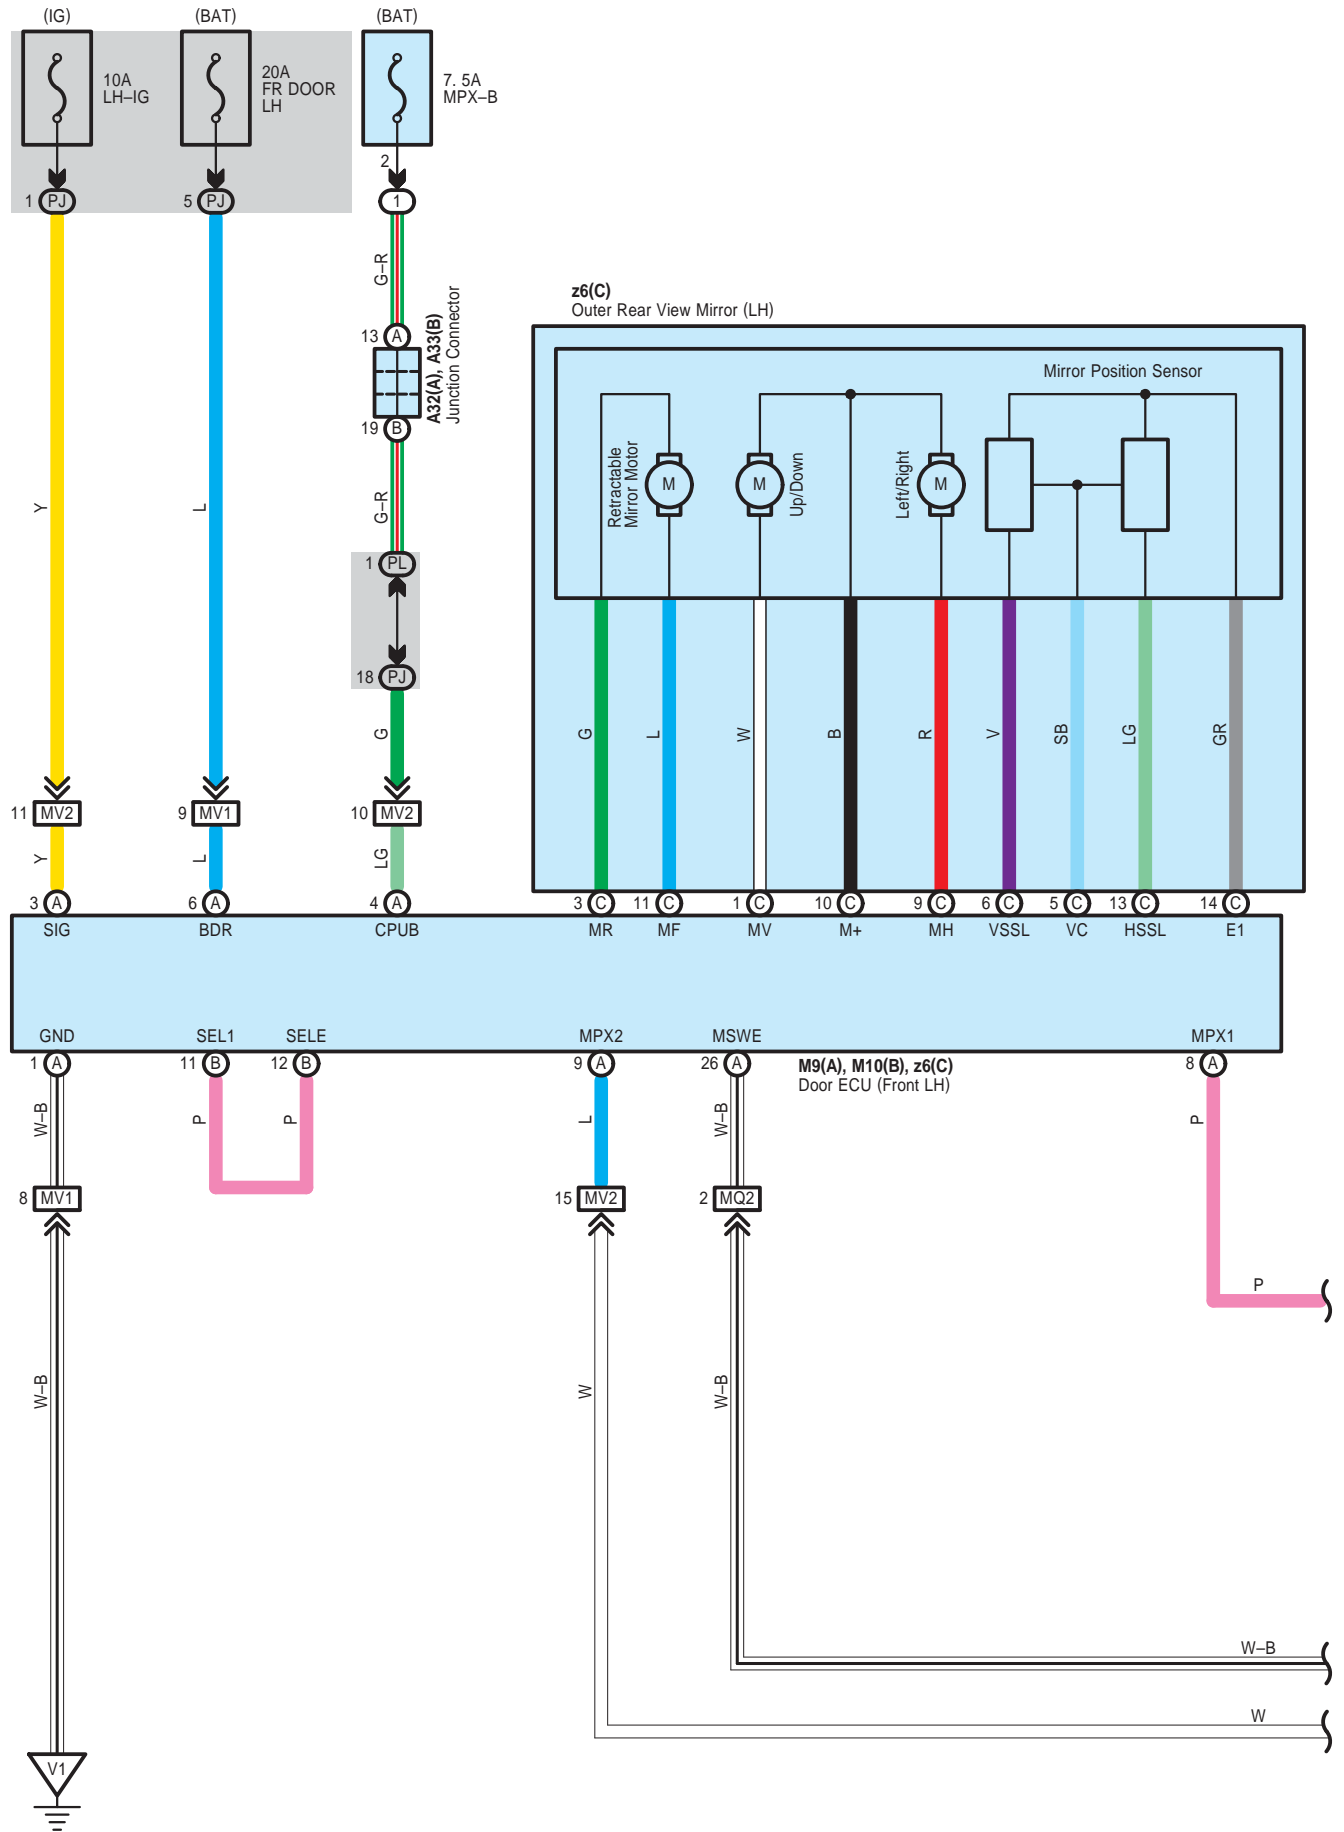 (IG)
(BAT)
(BAT)
10A
LH–IG
20A
FR DOOR
LH
7. 5A
MPX–B
2
1 PJ
5 PJ
1
G–R
13 A
A32(A), A33(B)
Junction Connector
19 B
G–R
Y
L
1 PL
18 PJ
G
11 MV2
9 MV1
10 MV2
Y
L
LG
z6(C)
Outer Rear View Mirror (LH)
Mirror Position Sensor
Retractable
Mirror Motor
M
M
Up/Down
Left/Right
M
G
L
W
B
R
V
SB
LG
GR
3 A
6 A
4 A
3 C
11 C
1 C
10 C
9 C
6 C
5 C
13 C
14 C
SIG
BDR
CPUB
MR
MF
MV
M+
MH
VSSL
VC
HSSL
E1
GND
SEL1
SELE
MPX2
MSWE
MPX1
1 A
11 B
12 B
9 A
26 A
8 A
M9(A), M10(B), z6(C)
Door ECU (Front LH)
W–B
P
P
L
W–B
P
8 MV1
15 MV2
2 MQ2
P
W–B
W
W–B
W–B
W
V1